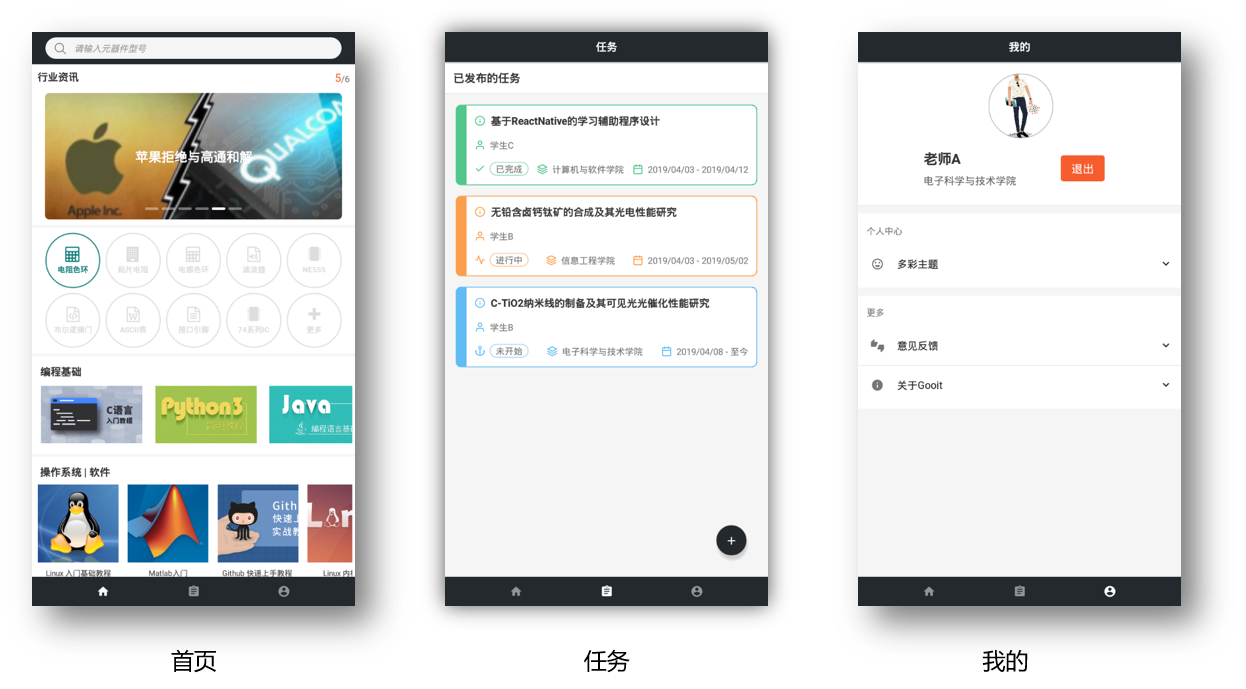 请输入元器件型号
行业资讯
5/6
苹果拒绝与高通和解
Apple Inc.
QUALCOM
电阻色环
贴片电阻
电感色环
滤波器
NE555
布尔逻辑门
ASCII表
接口引脚
74系列IC
更多
编程基础
C语言
入门教程
Python3
Java
编程语言基
操作系统 | 软件
Gith
快速上
实战教
Linux 入门基础教程
Matlab入门
Github 快速上手教程
Linux 内核
首页
任务
已发布的任务
基于ReactNative的学习辅助程序设计
学生C
已完成 计算机与软件学院 2019/04/03 - 2019/04/12
无铅含卤钙钛矿的合成及其光电性能研究
学生B
进行中 信息工程学院 2019/04/03 - 2019/05/02
C-TiO2纳米线的制备及其可见光光催化性能研究
学生B
未开始 电子科学与技术学院 2019/04/08 - 至今
+
任务
我的
老师A
电子科学与技术学院
退出
个人中心
多彩主题
更多
意见反馈
关于Gooit
我的